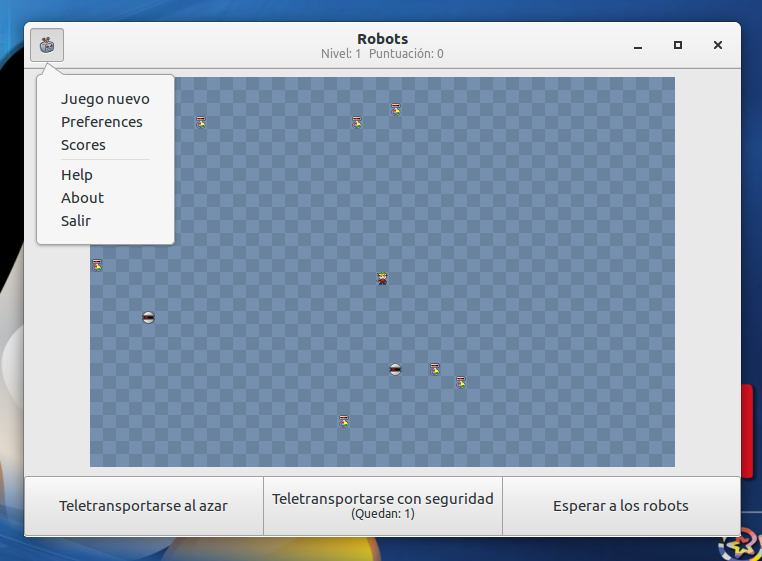 Robots
Nivel: 1 Puntuación: 0
Juego nuevo
Preferences
Scores
Help
About
Salir
Teletransportarse al azar
Teletransportarse con seguridad
(Quedan: 1)
Esperar a los robots